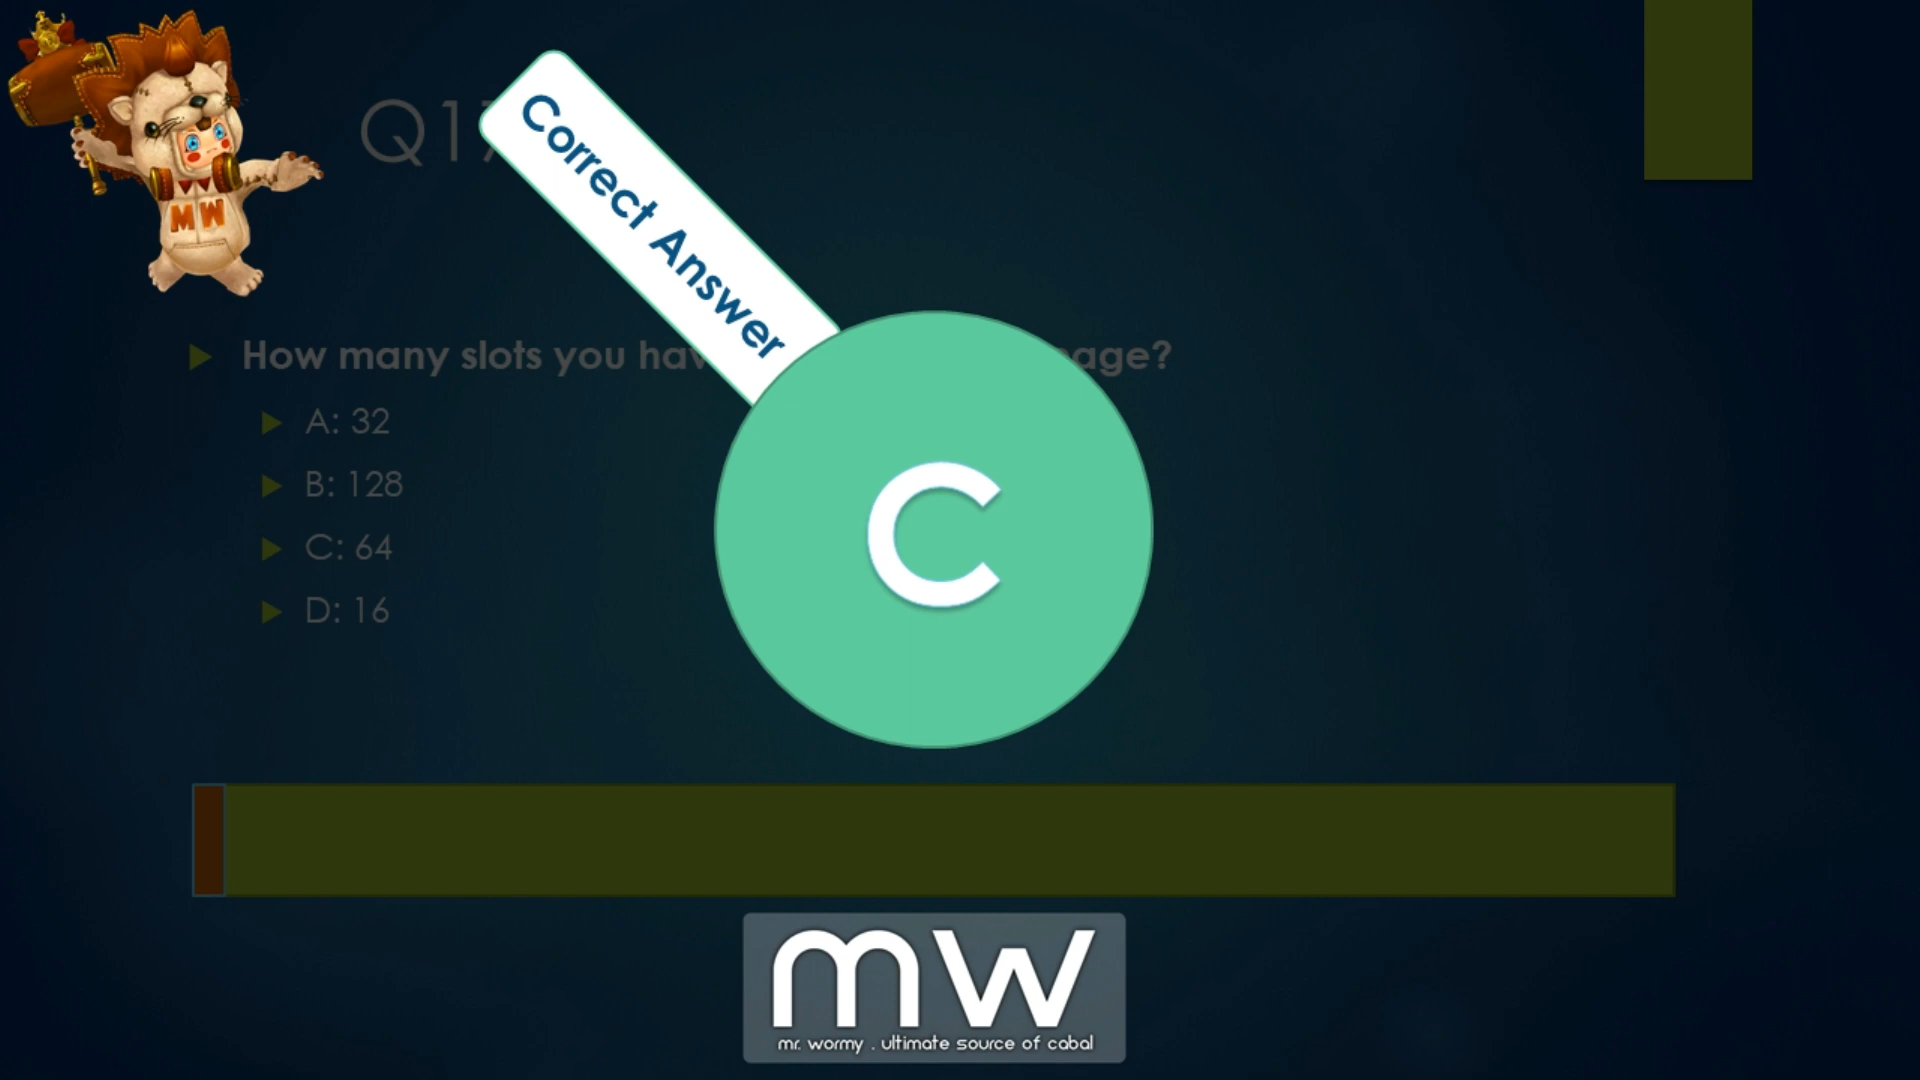 Q17
Correct Answer
How many slots you hav age?
A: 32
B: 128
C: 64
D: 16
C
MW
mw
mr. wormy . ultimate source of cabal